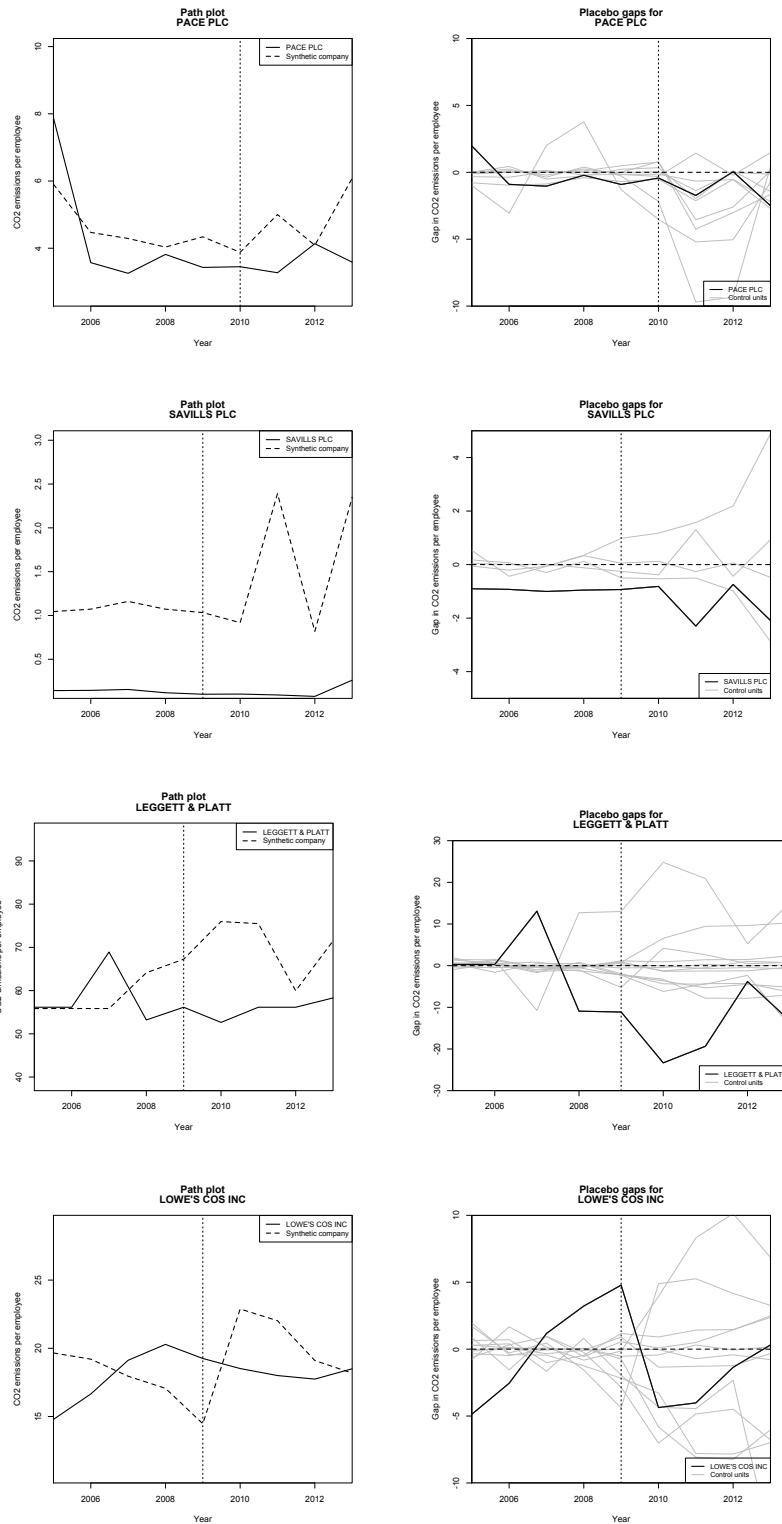 Path plot
PACE PLC
PACE PLC
Synthetic company
CO2 emissions per employee
10
8
6
4
2006 2008 2010 2012
Year
Placebo gaps for
PACE PLC
Gap in CO2 emissions per employee
10
5
0
-5
-10
PACE PLC
Control units
2006 2008 2010 2012
Year
Path plot
SAVILLS PLC
SAVILLS PLC
Synthetic company
CO2 emissions per employee
3.0
2.5
2.0
1.5
1.0
0.5
2006 2008 2010 2012
Year
Placebo gaps for
SAVILLS PLC
Gap in CO2 emissions per employee
4
2
0
-2
-4
SAVILLS PLC
Control units
2006 2008 2010 2012
Year
Path plot
LEGGETT & PLATT
LEGGETT & PLATT
Synthetic company
emissions per employee
90
80
70
60
50
40
2006 2008 2010 2012
Year
Placebo gaps for
LEGGETT & PLATT
Gap in CO2 emissions per employee
30
20
10
0
-10
-20
-30
LEGGETT & PLATT
Control units
2006 2008 2010 2012
Year
Path plot
LOWE'S COS INC
LOWE'S COS INC
Synthetic company
CO2 emissions per employee
25
20
15
2006 2008 2010 2012
Year
Placebo gaps for
LOWE'S COS INC
Gap in CO2 emissions per employee
10
5
0
-5
-10
LOWE'S COS INC
Control units
2006 2008 2010 2012
Year